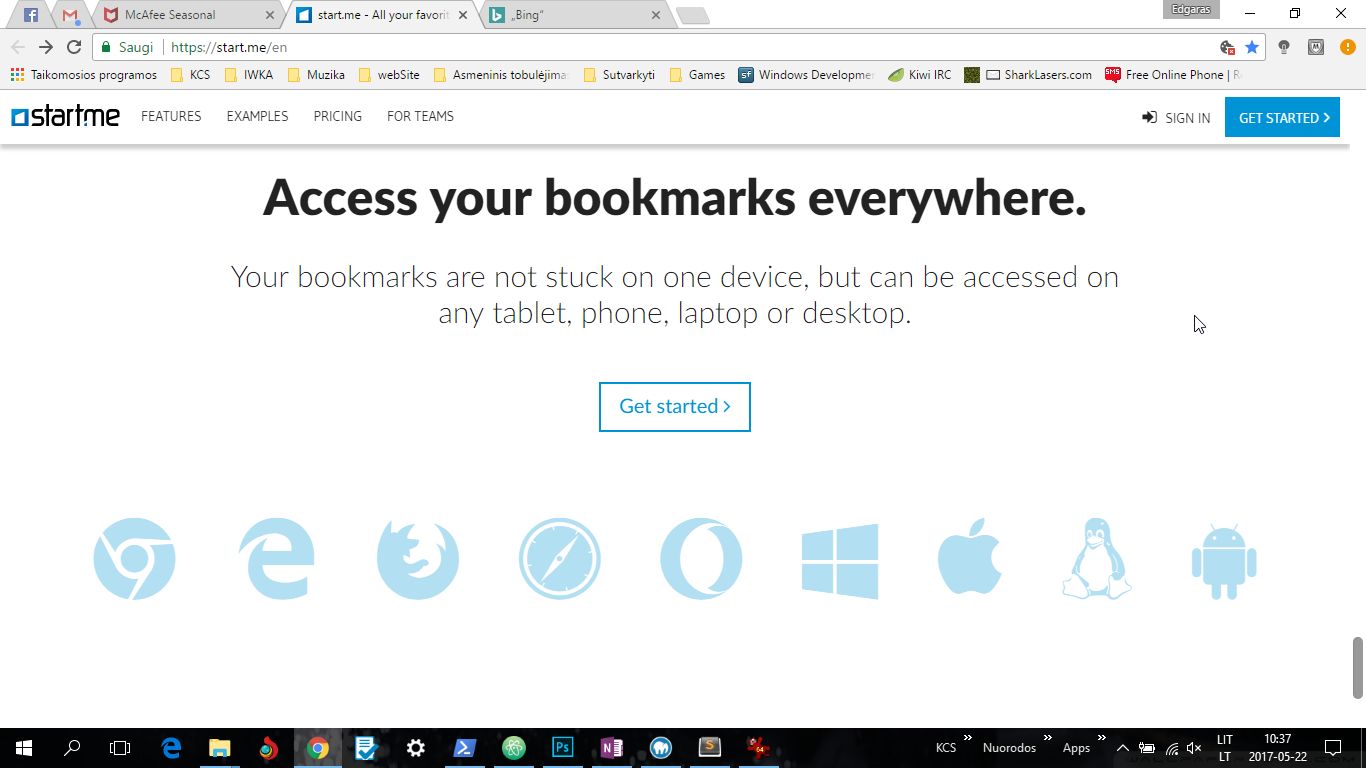 McAfee Seasonal
start.me - All your favorit
„Bing“
Edgaras
Saugi
https://start.me/en
Taikomosios programos
KCS
IWKA
Muzika
webSite
Asmeninis tobulėjima
Sutvarkyti
Games
Windows Developme
Kiwi IRC
SharkLasers.com
Free Online Phone | R
startme
FEATURES
EXAMPLES
PRICING
FOR TEAMS
SIGN IN
GET STARTED
Access your bookmarks everywhere.
Your bookmarks are not stuck on one device, but can be accessed on
any tablet, phone, laptop or desktop.
Get started
KCS
Nuorodos
Apps
LIT
LT
10:37
2017-05-22